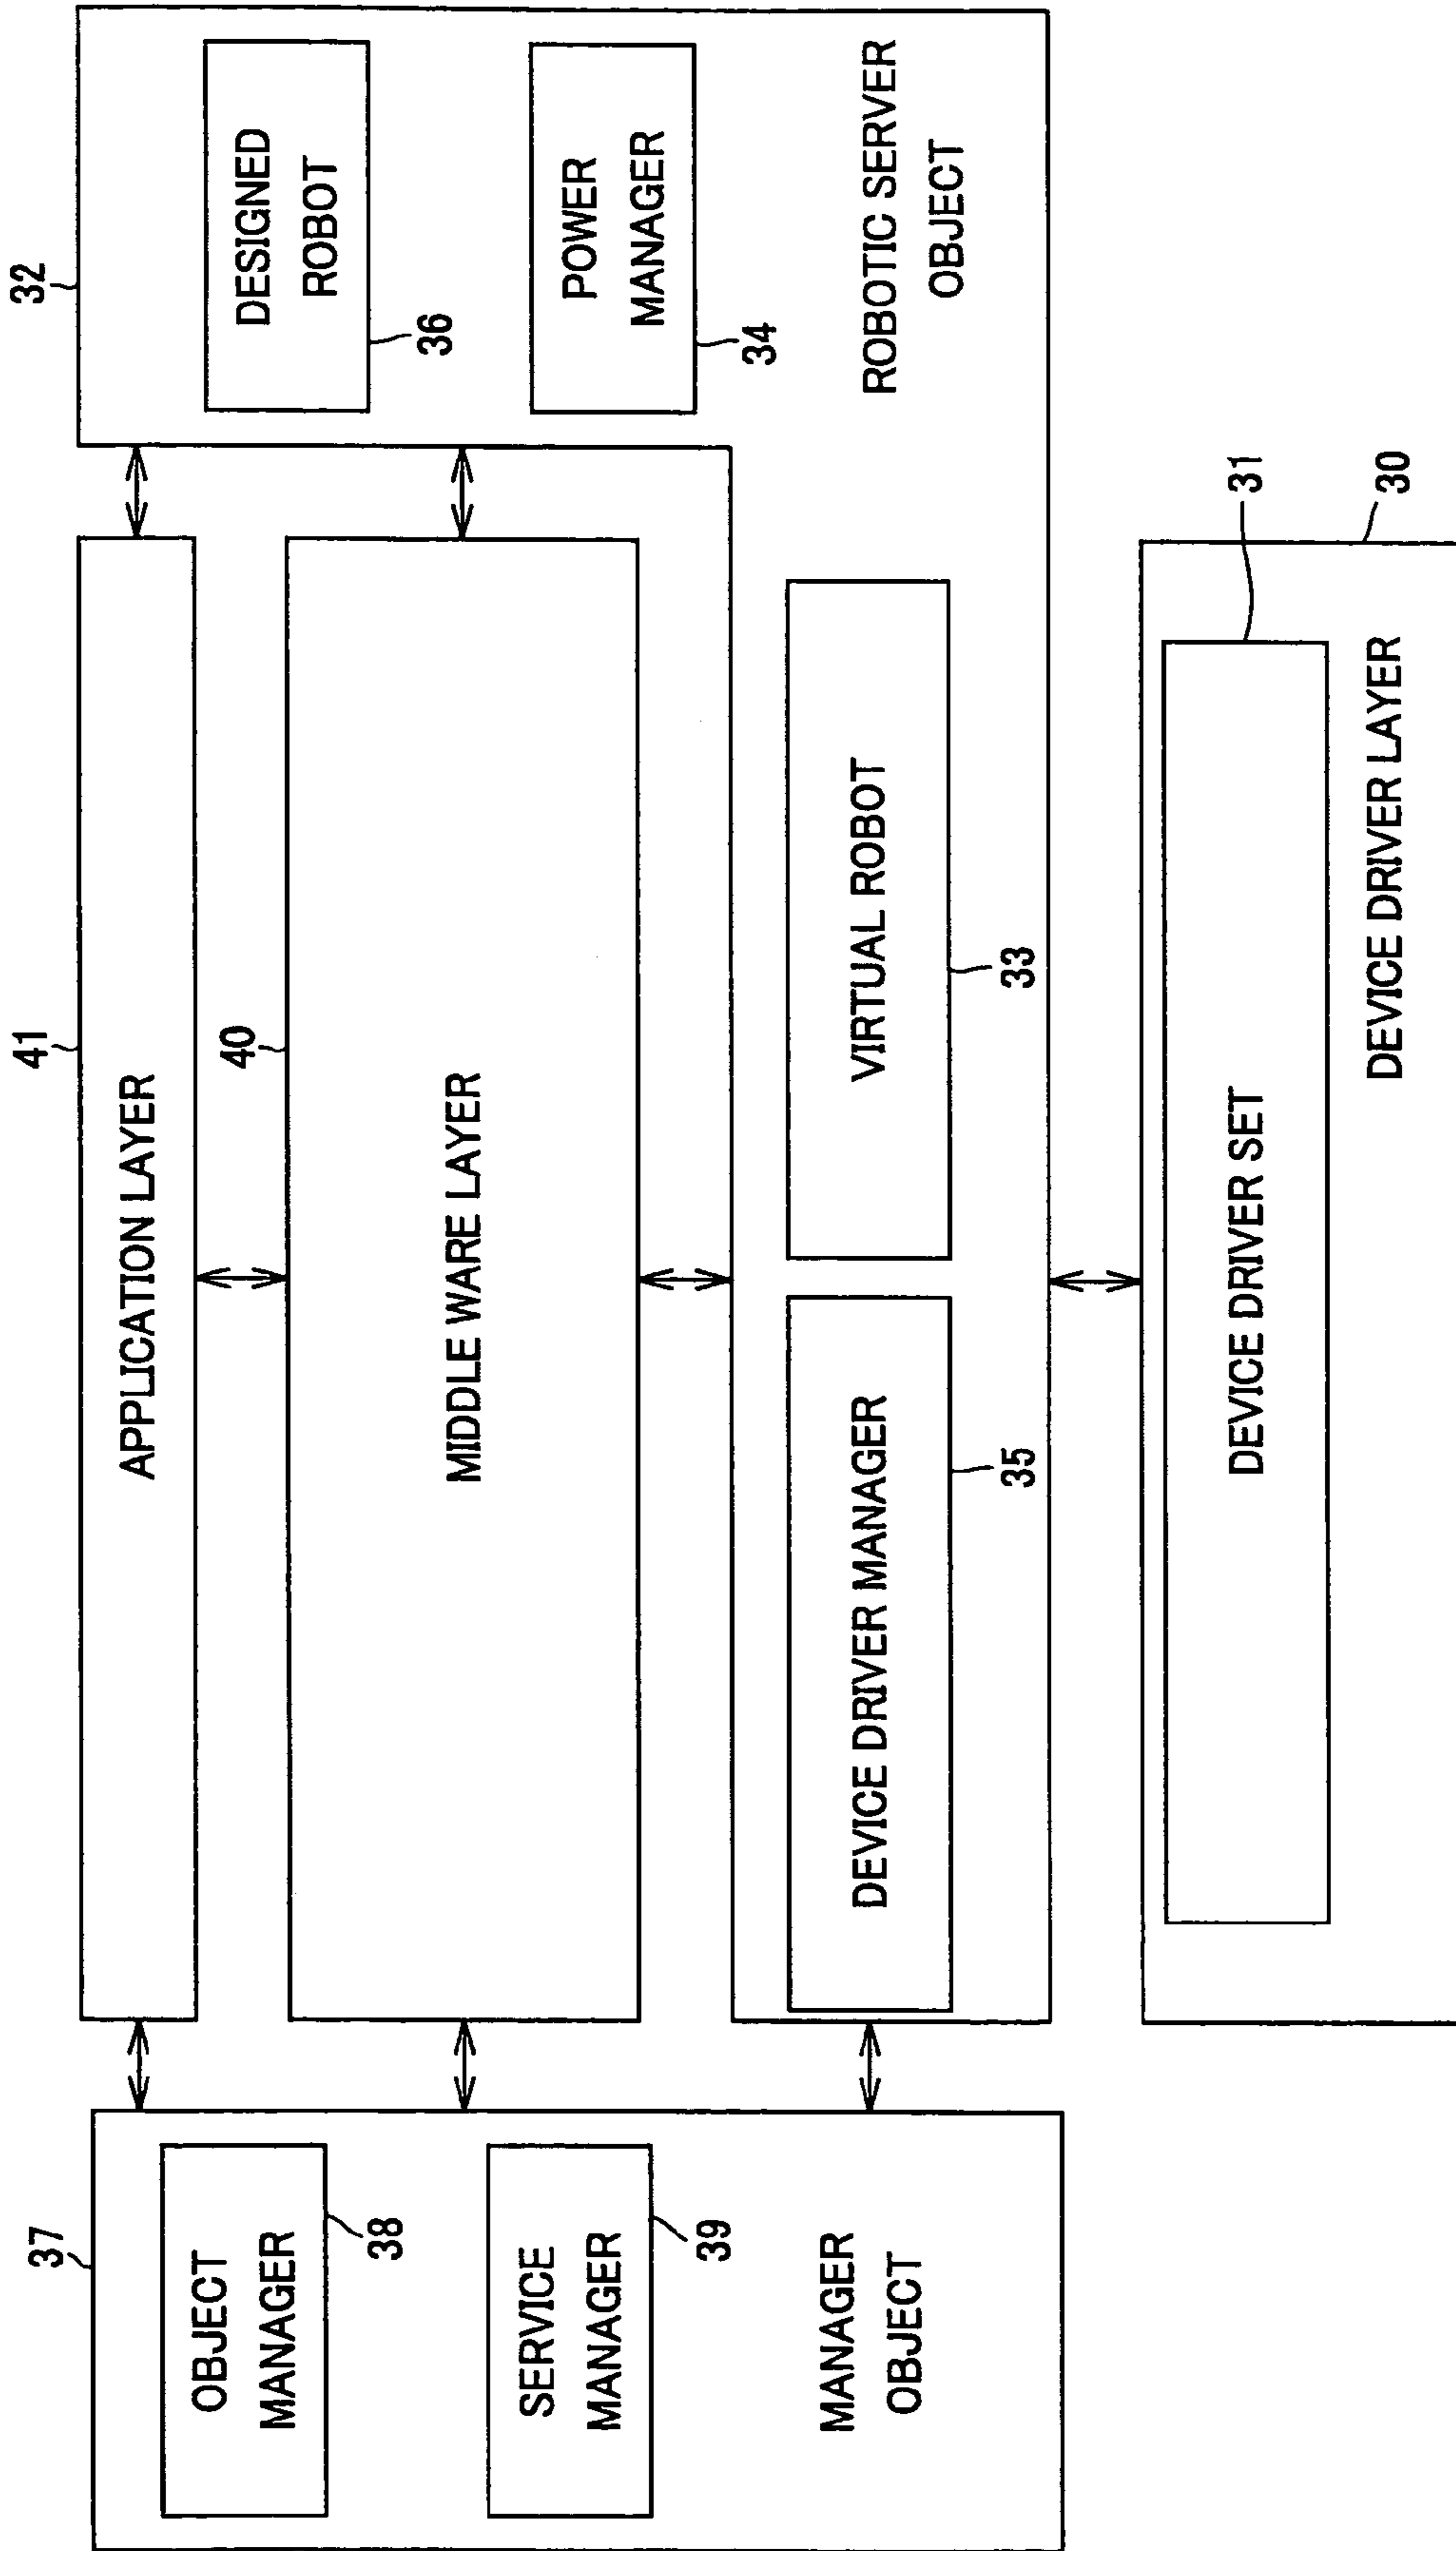 37
OBJECT
MANAGER
38
SERVICE
MANAGER
39
MANAGER
OBJECT
41
APPLICATION LAYER
40
MIDDLE WARE LAYER
32
DESIGNED
ROBOT
36
POWER
MANAGER
34
ROBOTIC SERVER
OBJECT
DEVICE DRIVER MANAGER
35
VIRTUAL ROBOT
33
31
DEVICE DRIVER SET
DEVICE DRIVER LAYER
30